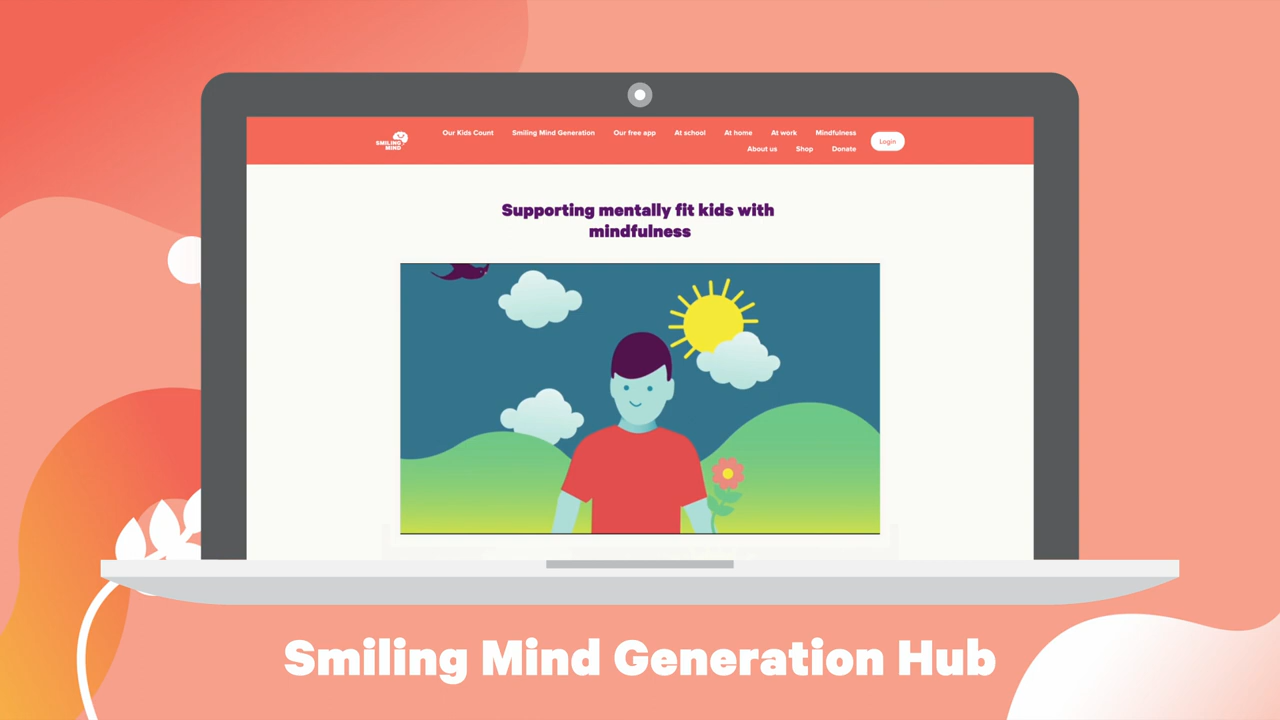 SMILING
MIND
Our Kids Count Smiling Mind Generation Our free app At school At home At work Mindfulness
About us Shop Donate
Login
Supporting mentally fit kids with
mindfulness
Smiling Mind Generation Hub